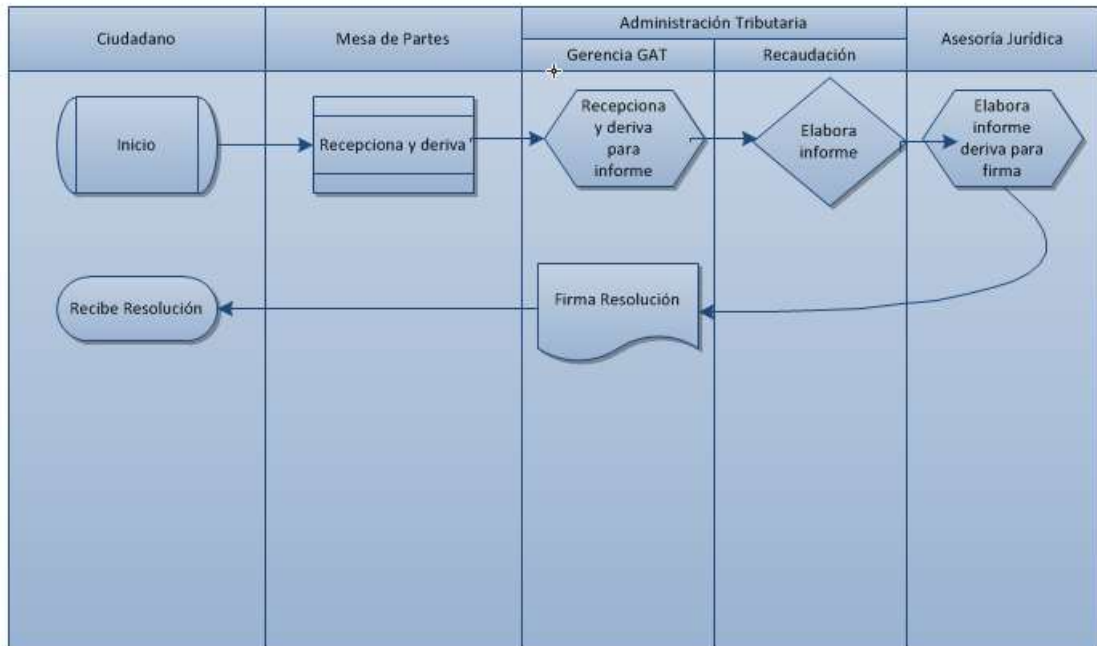 Ciudadano
Mesa de Partes
Administración Tributaria
Gerencia GAT
Recaudación
Asesoría Jurídica
Inicio
Recepciona y deriva
Recepciona
y deriva
para
informe
Elabora
informe
Elabora
informe
deriva para
firma
Recibe Resolución
Firma Resolución